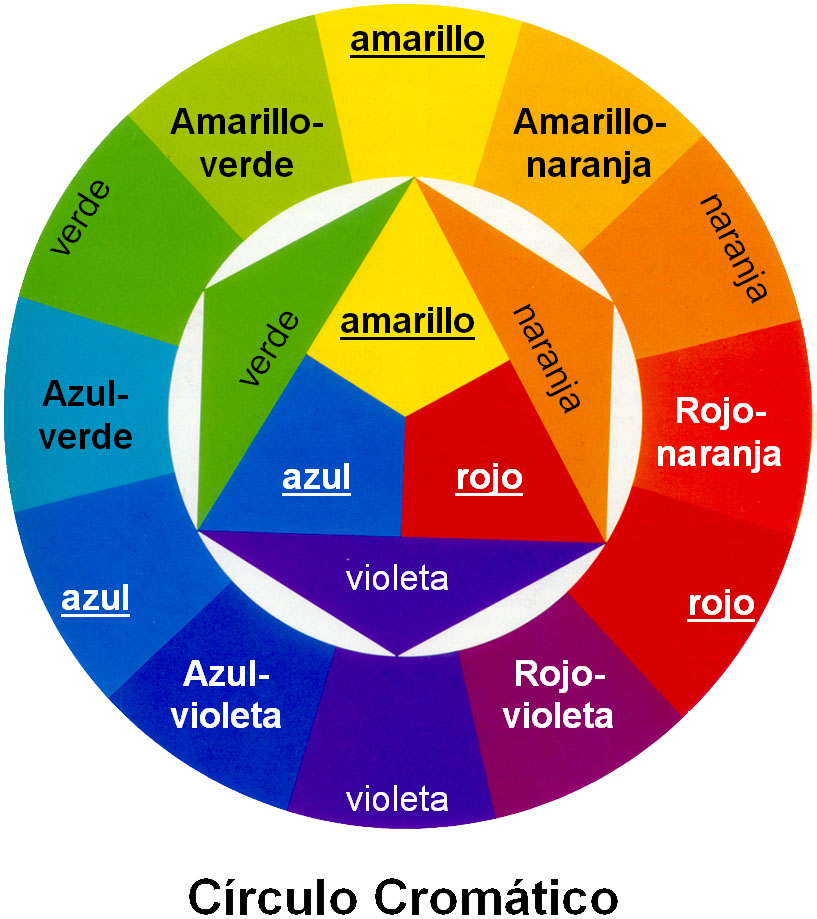 amarillo
Amarillo-
verde
Amarillo-
naranja
verde
naranja
amarillo
verde
naranja
Azul-
verde
Rojo-
naranja
azul
rojo
violeta
azul
rojo
Azul-
violeta
Rojo-
violeta
violeta
Círculo Cromático